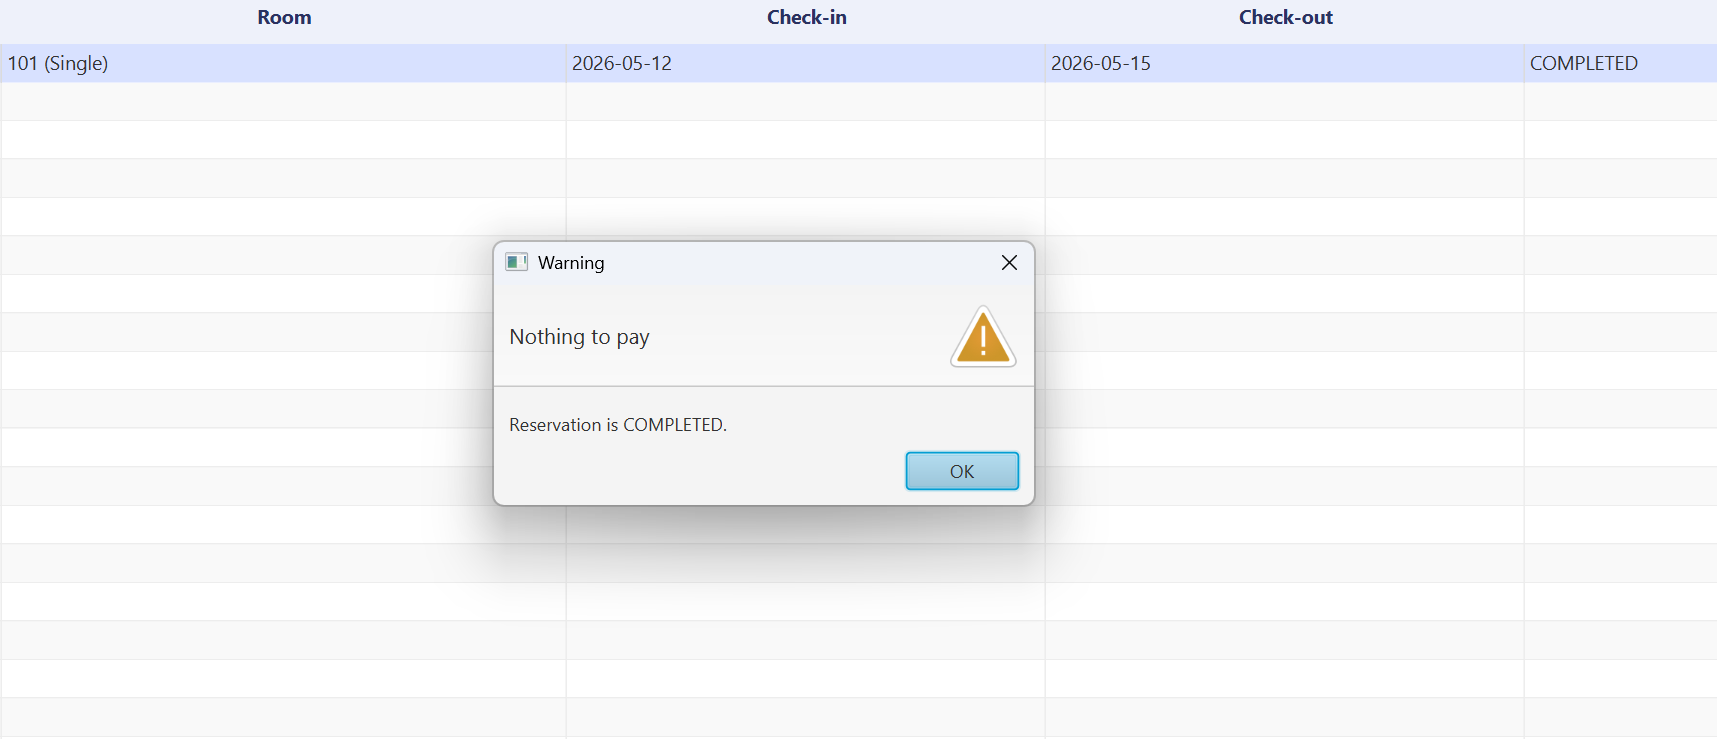 Room Check-in Check-out
101 (Single) 2026-05-12 2026-05-15 COMPLETED
Warning
Nothing to pay
Reservation is COMPLETED.
OK